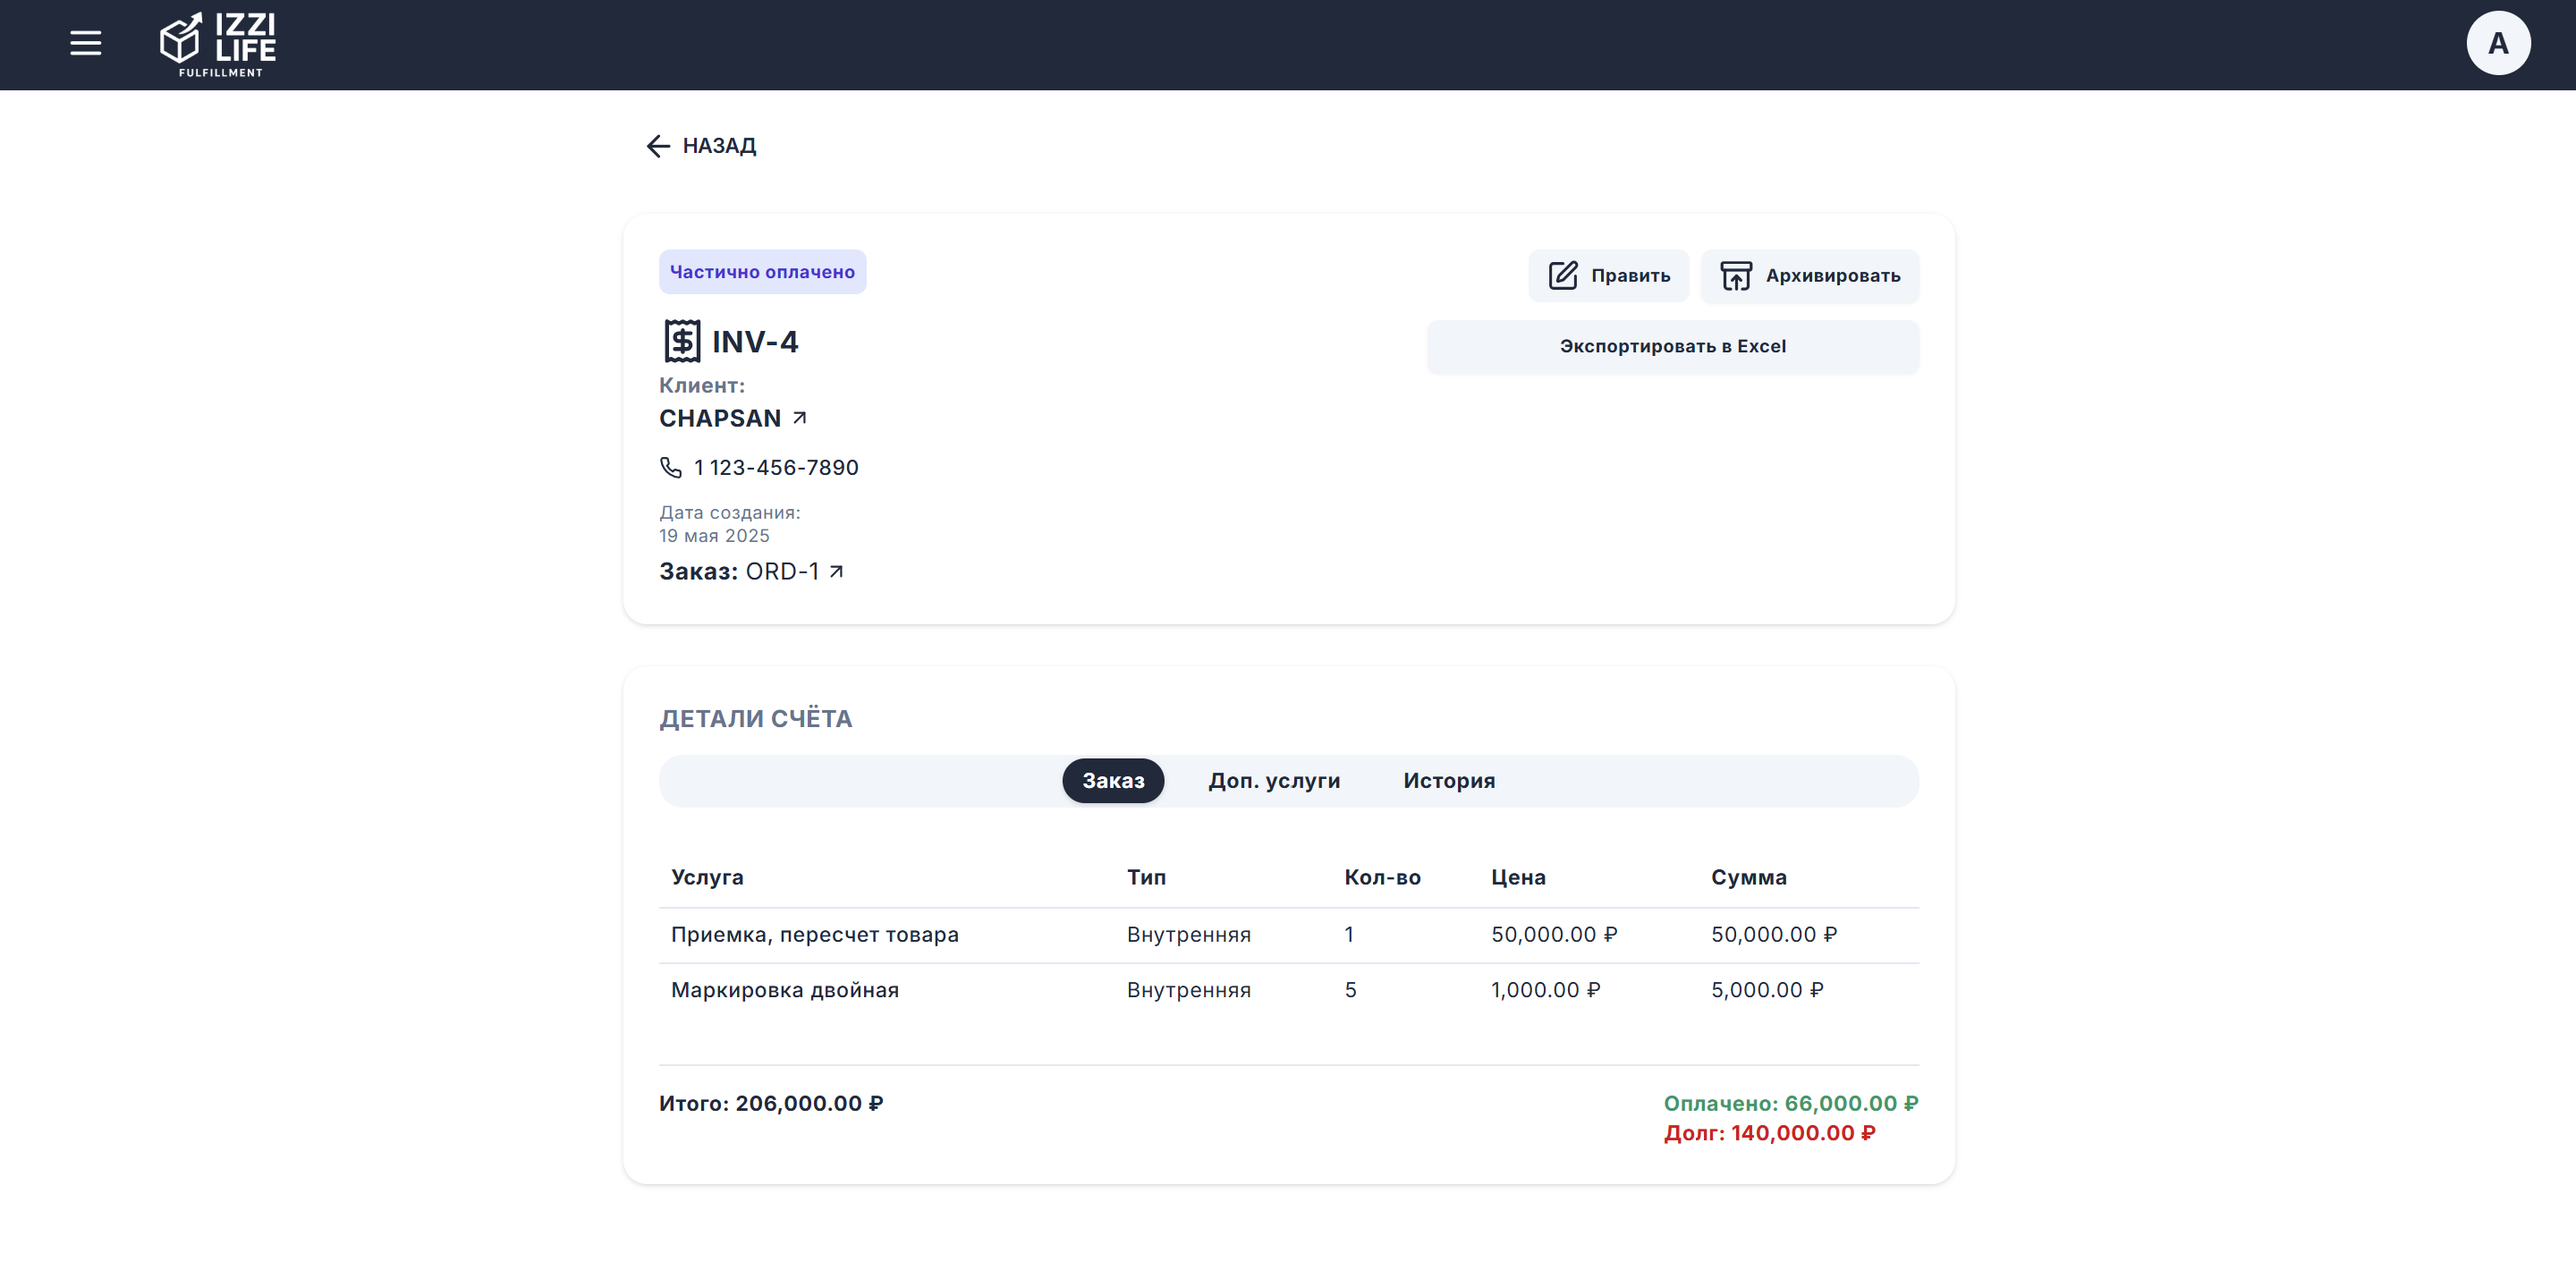 IZZI
LIFE
FULFILLMENT
A
НАЗАД
Частично оплачено
Править
Архивировать
INV-4
Экспортировать в Excel
Клиент:
CHAPSAN
1 123-456-7890
Дата создания:
19 мая 2025
Заказ: ORD-1
ДЕТАЛИ СЧЁТА
Заказ Доп. услуги История
Услуга Тип Кол-во Цена Сумма
Приемка, пересчет товара Внутренняя 1 50,000.00 ₽ 50,000.00 ₽
Маркировка двойная Внутренняя 5 1,000.00 ₽ 5,000.00 ₽
Итого: 206,000.00 ₽
Оплачено: 66,000.00 ₽
Долг: 140,000.00 ₽